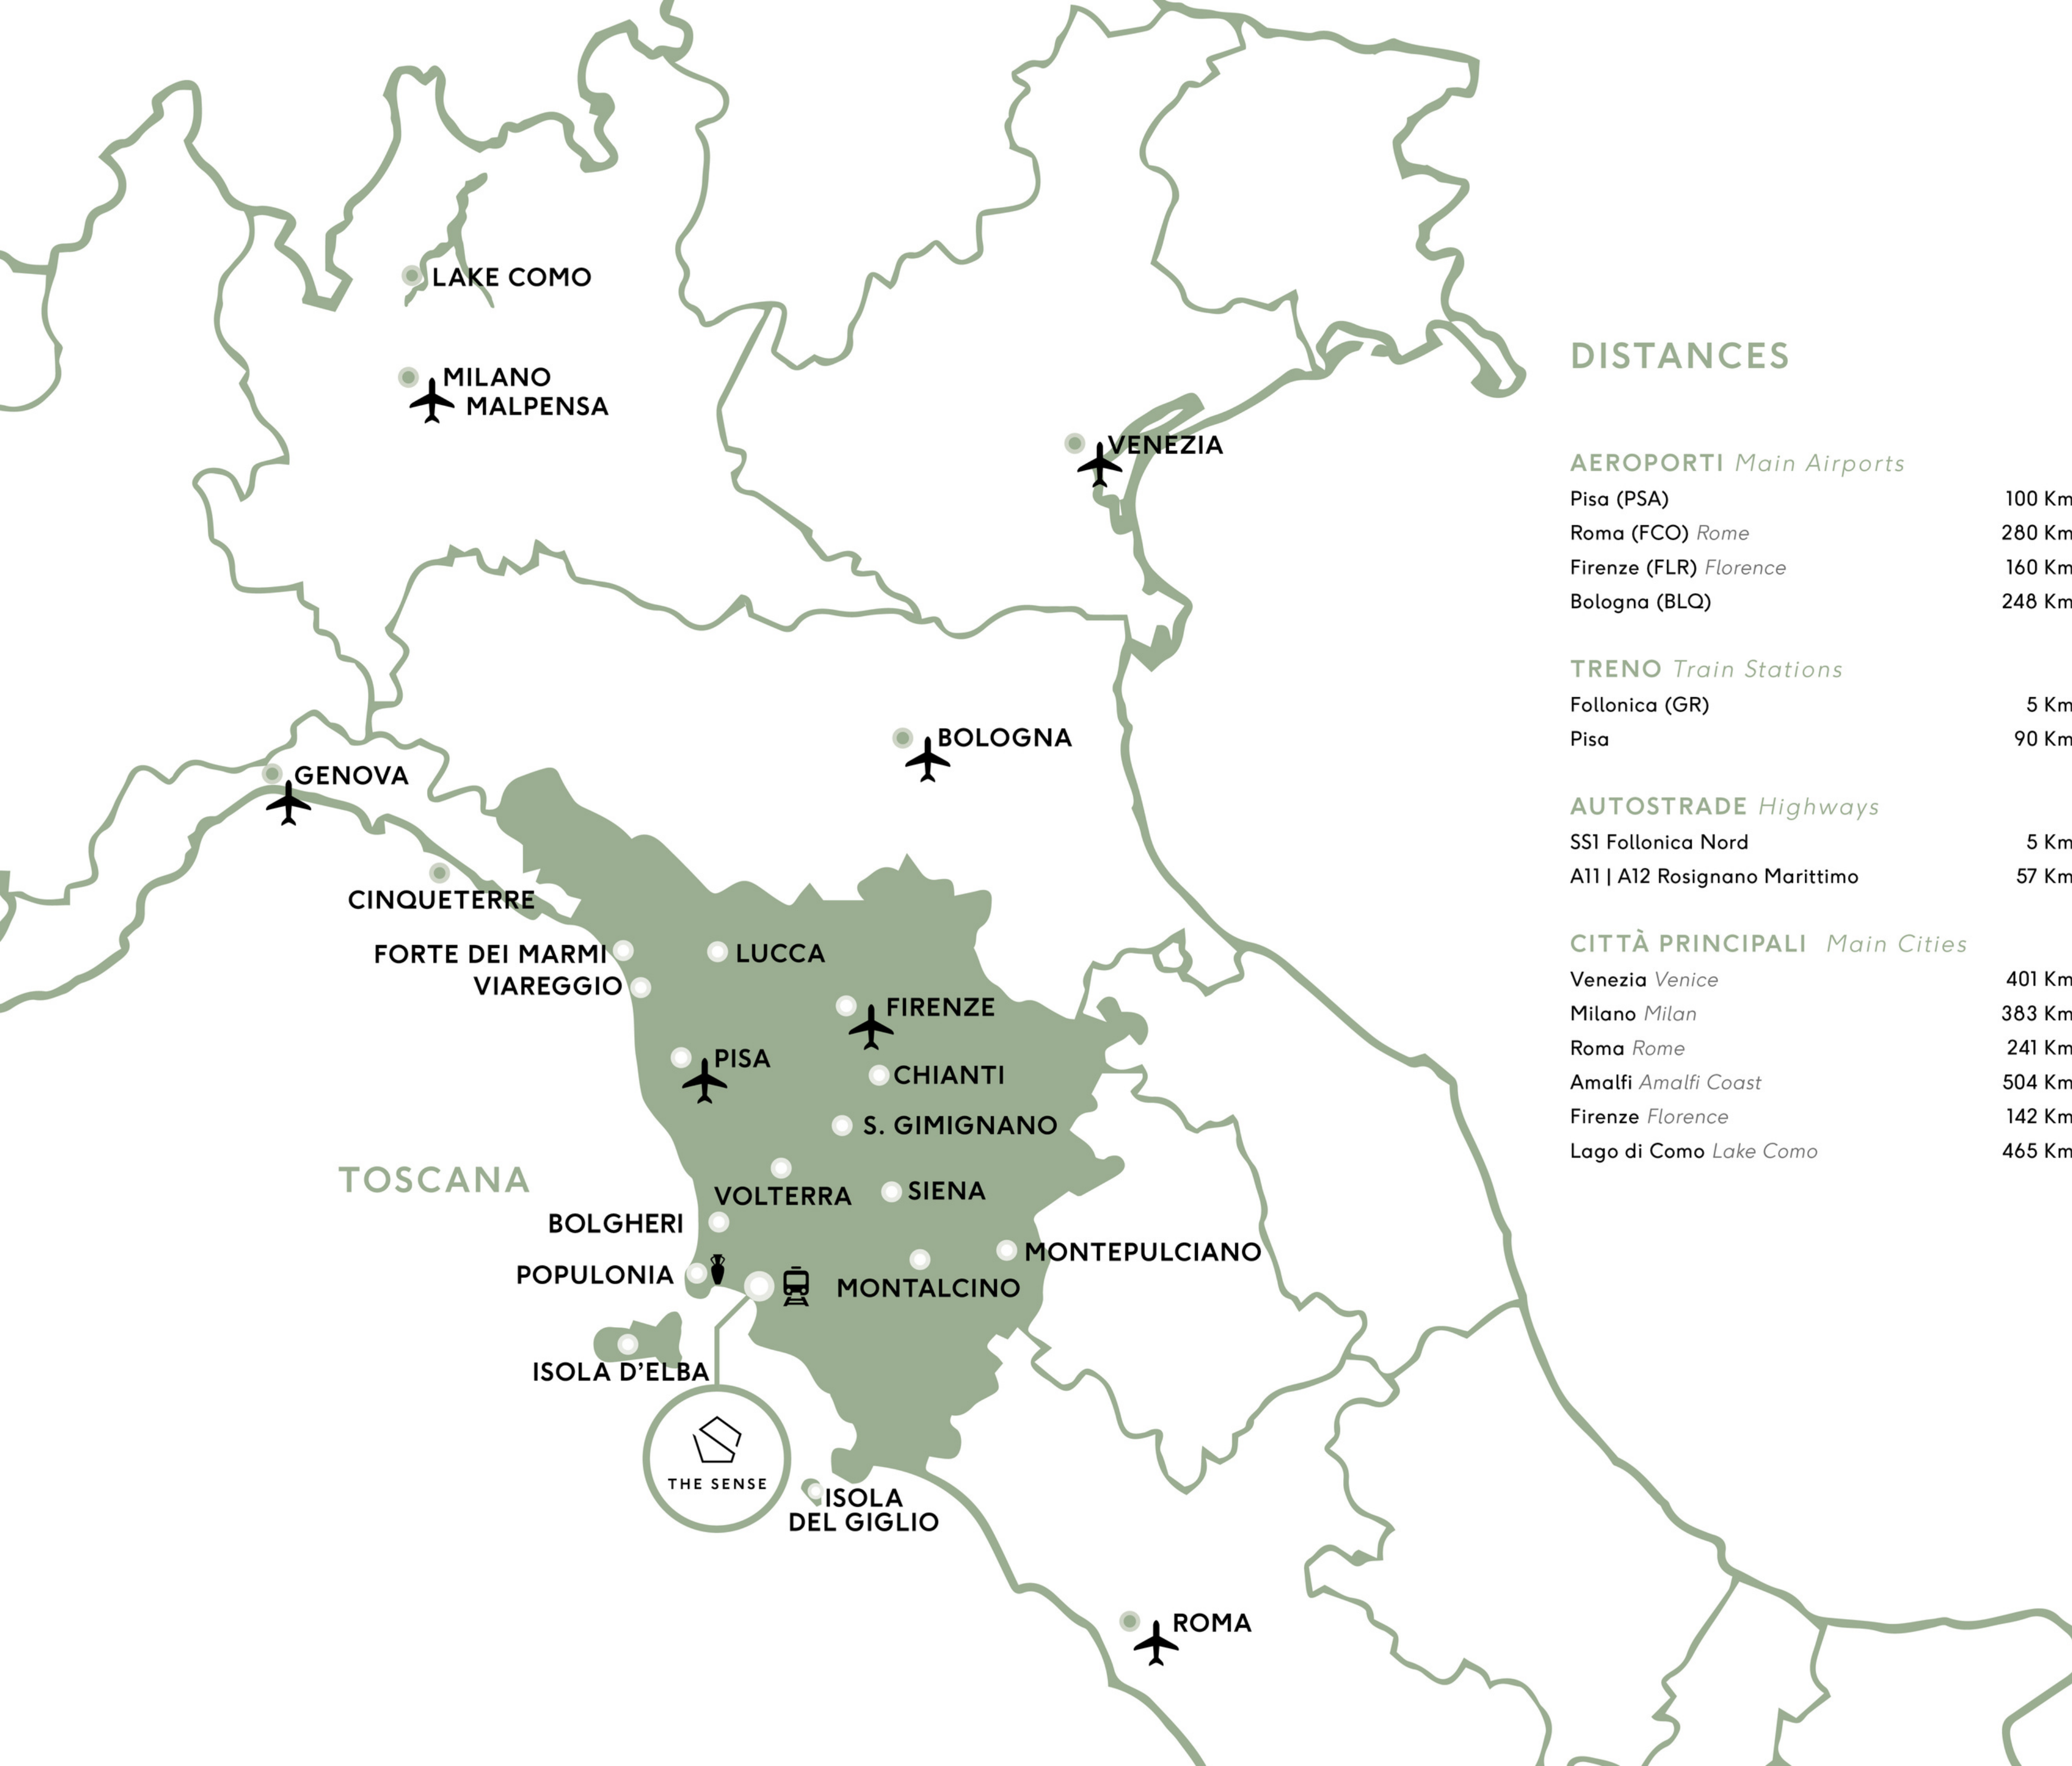 LAKE COMO
MILANO
MALPENSA
VENEZIA
BOLOGNA
GENOVA
CINQUETERRE
FORTE DEI MARMI
VIAREGGIO
LUCCA
FIRENZE
PISA
CHIANTI
S. GIMIGNANO
TOSCANA
VOLTERRA
SIENA
BOLGHERI
MONTEPULCIANO
POPULONIA
MONTALCINO
ISOLA D'ELBA
THE SENSE
ISOLA
DEL GIGLIO
ROMA
DISTANCES
AEROPORTI Main Airports
Pisa (PSA) 100 Km
Roma (FCO) Rome 280 Km
Firenze (FLR) Florence 160 Km
Bologna (BLQ) 248 Km
TRENO Train Stations
Follonica (GR) 5 Km
Pisa 90 Km
AUTOSTRADE Highways
SS1 Follonica Nord 5 Km
A11 | A12 Rosignano Marittimo 57 Km
CITTÀ PRINCIPALI Main Cities
Venezia Venice 401 Km
Milano Milan 383 Km
Roma Rome 241 Km
Amalfi Amalfi Coast 504 Km
Firenze Florence 142 Km
Lago di Como Lake Como 465 Km